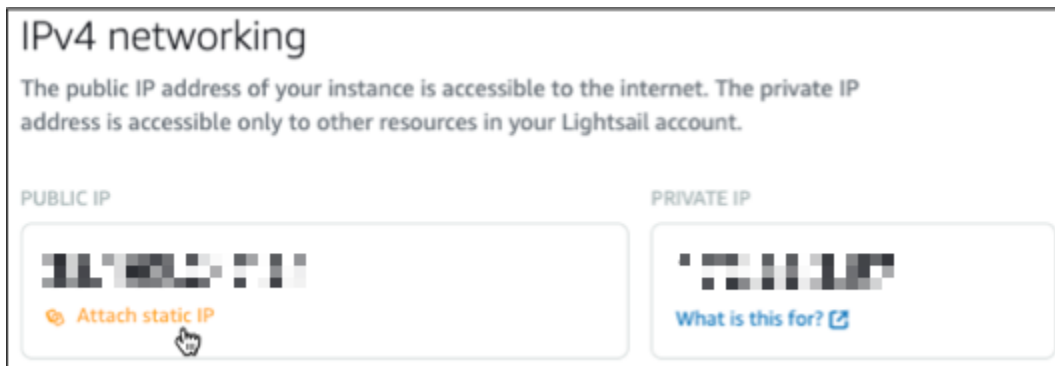 IPv4 networking
The public IP address of your instance is accessible to the internet. The private IP
address is accessible only to other resources in your Lightsail account.
PUBLIC IP
PRIVATE IP
Attach static IP
What is this for?